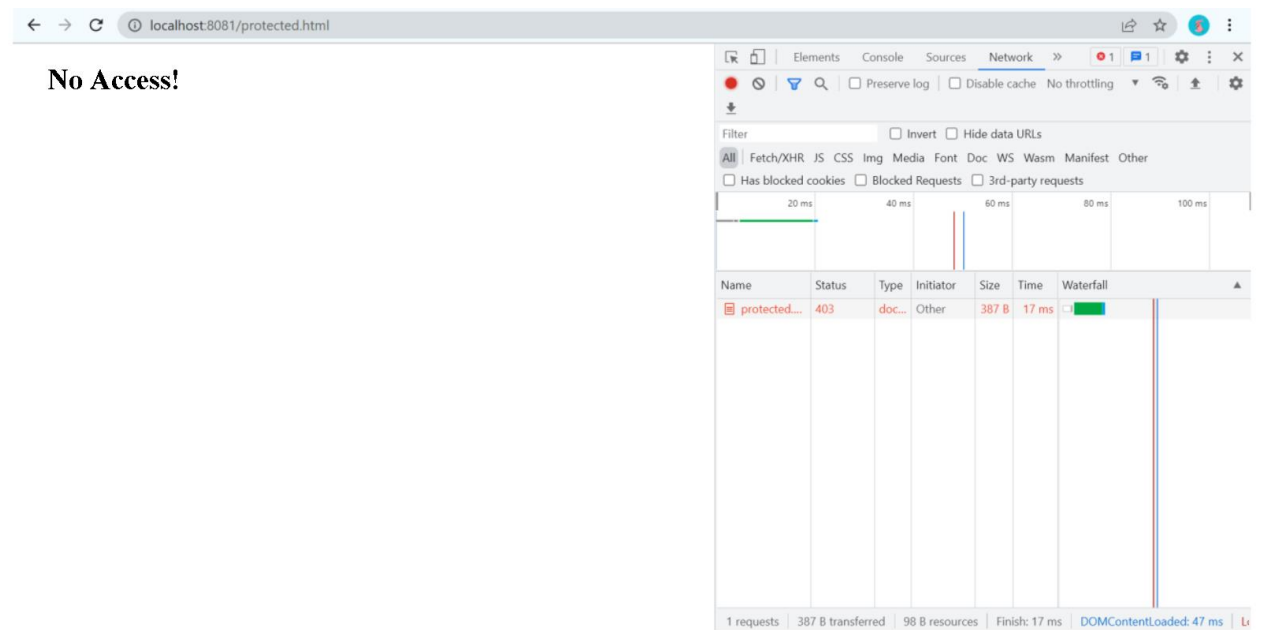 localhost:8081/protected.html
No Access!
Elements Console Sources Network » 1 1
Preserve log Disable cache No throttling
Filter Invert Hide data URLs
All Fetch/XHR JS CSS Img Media Font Doc WS Wasm Manifest Other
Has blocked cookies Blocked Requests 3rd-party requests
20 ms 40 ms 60 ms 80 ms 100 ms
Name Status Type Initiator Size Time Waterfall
protected.... 403 doc... Other 387 B 17 ms
1 requests 387 B transferred 98 B resources Finish: 17 ms DOMContentLoaded: 47 ms